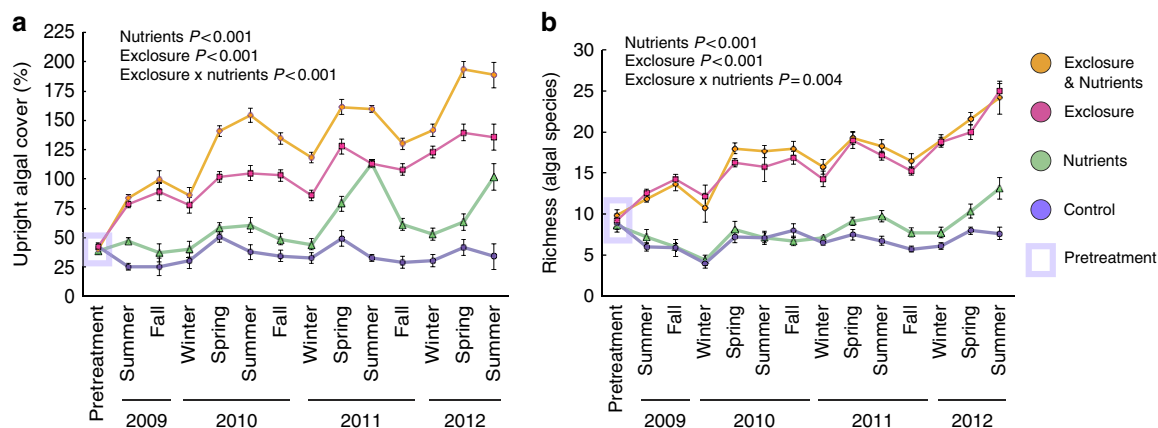 a
Upright algal cover (%)
225
200
175
150
125
100
75
50
25
0
Nutrients P<0.001
Exclosure P<0.001
Exclosure x nutrients P<0.001
Pretreatment
Summer
Fall
Winter
Spring
Summer
Fall
Winter
Spring
Summer
Fall
Winter
Spring
Summer
2009
2010
2011
2012
b
Richness (algal species)
30
25
20
15
10
5
0
Nutrients P<0.001
Exclosure P<0.001
Exclosure x nutrients P=0.004
Pretreatment
Summer
Fall
Winter
Spring
Summer
Fall
Winter
Spring
Summer
Fall
Winter
Spring
Summer
2009
2010
2011
2012
Exclosure
& Nutrients
Exclosure
Nutrients
Control
Pretreatment